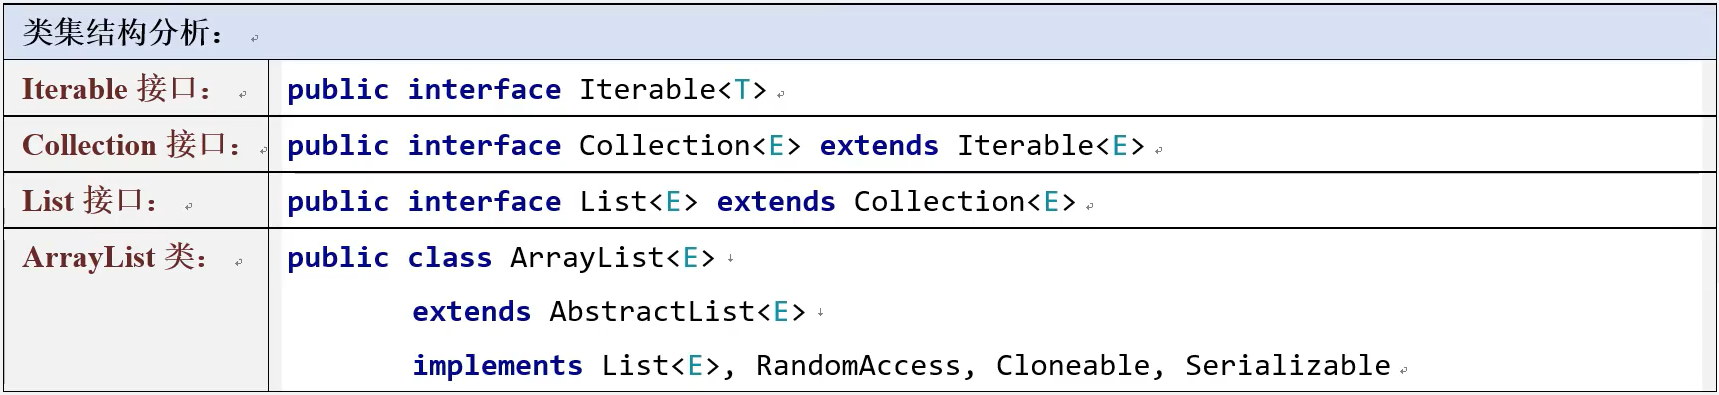 类集结构分析：
Iterable 接口：
public interface Iterable<T>
Collection 接口：
public interface Collection<E> extends Iterable<E>
List 接口：
public interface List<E> extends Collection<E>
ArrayList 类：
public class ArrayList<E>
extends AbstractList<E>
implements List<E>, RandomAccess, Cloneable, Serializable